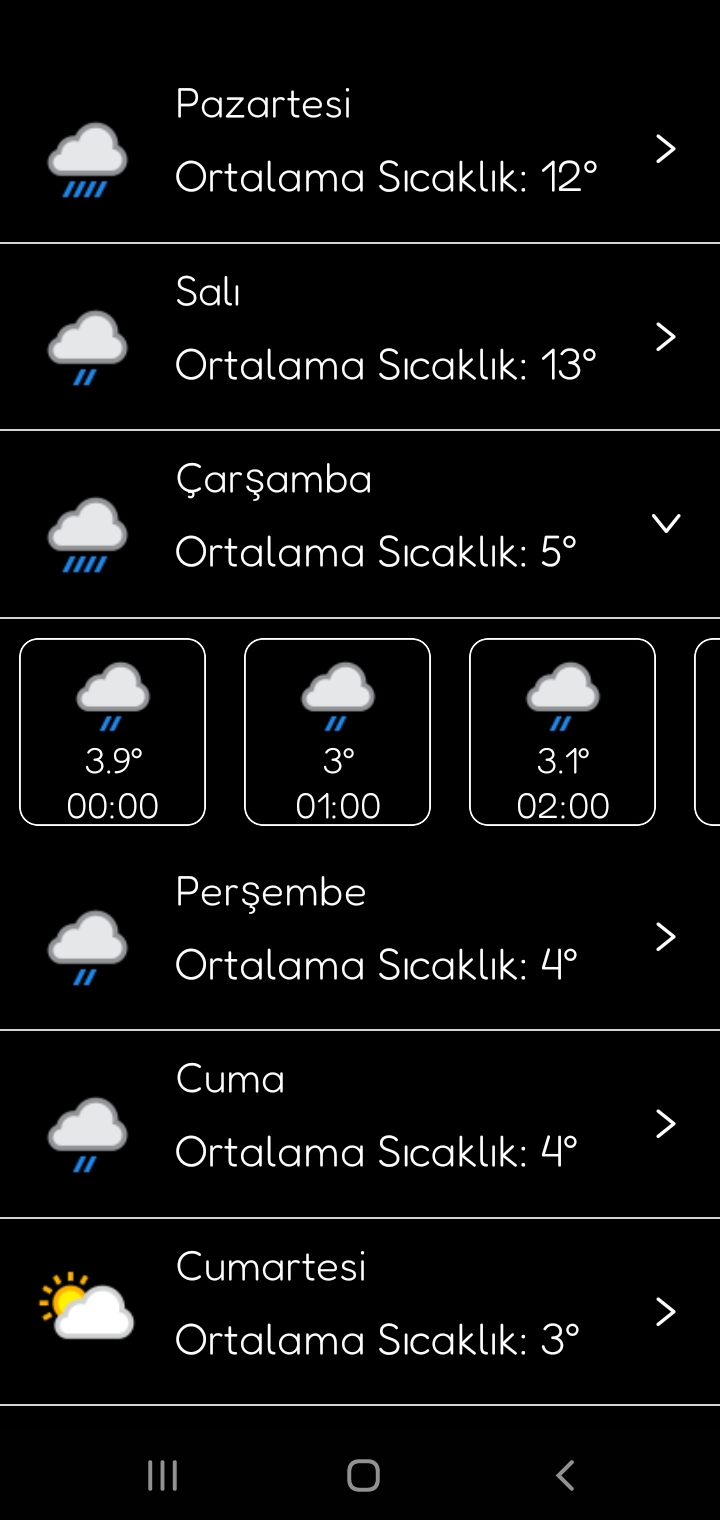 Pazartesi
Ortalama Sıcaklık: 12°
Salı
Ortalama Sıcaklık: 13°
Çarşamba
Ortalama Sıcaklık: 5°
3.9° 3° 3.1°
00:00 01:00 02:00
Perşembe
Ortalama Sıcaklık: 4°
Cuma
Ortalama Sıcaklık: 4°
Cumartesi
Ortalama Sıcaklık: 3°